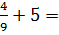 4/9 + 5 =